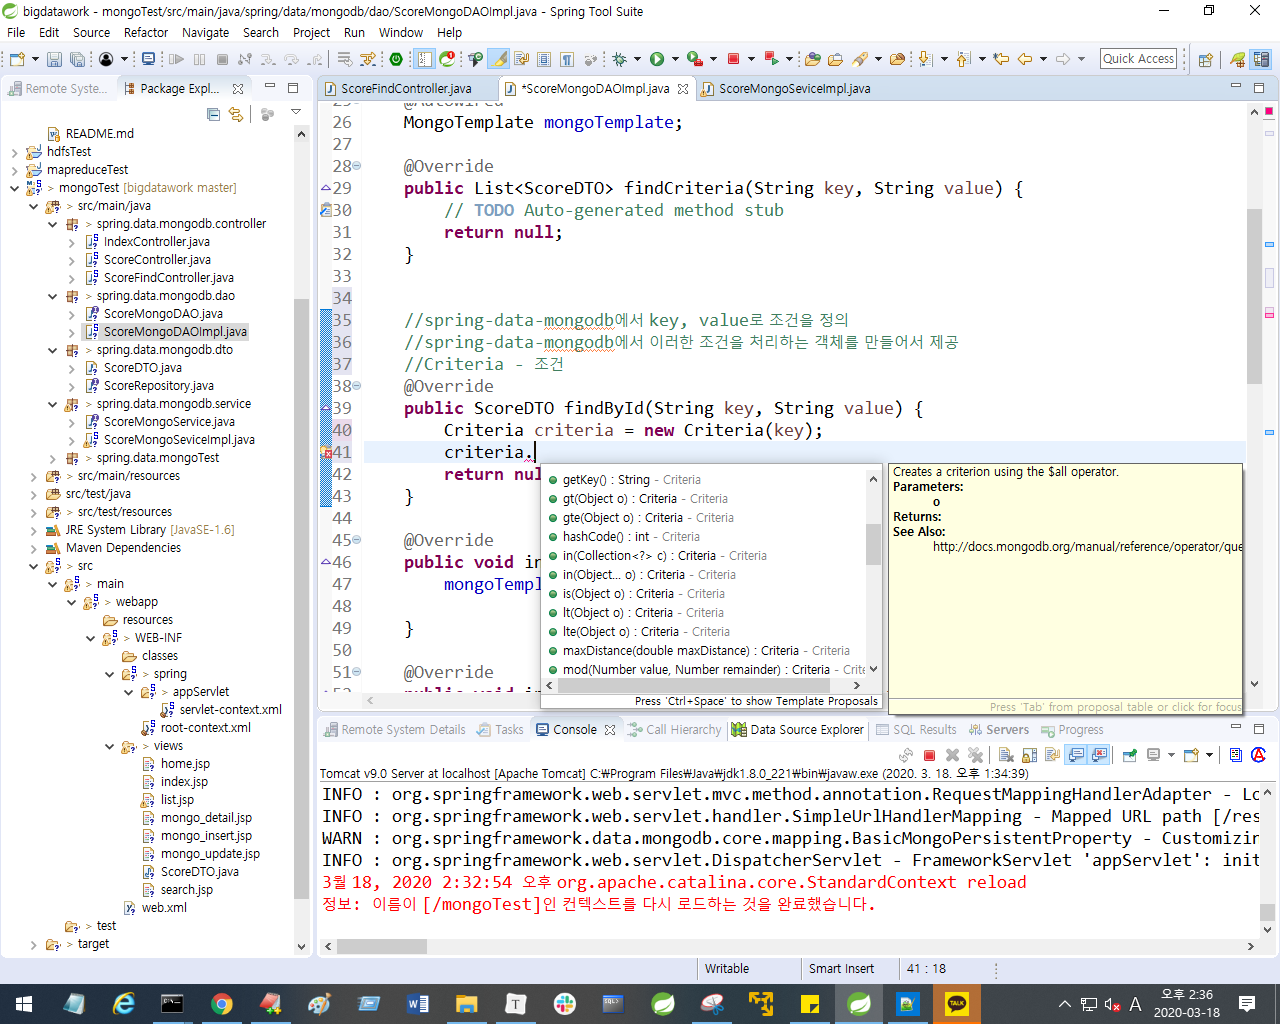 bigdatawork - mongoTest/src/main/java/spring/data/mongodb/dao/ScoreMongoDAOImpl.java - Spring Tool Suite
File Edit Source Refactor Navigate Search Project Run Window Help
Quick Access
Remote Syste...
Package Expl...
README.md
hdfsTest
mapreduceTest
> mongoTest [bigdatawork master]
> src/main/java
> spring.data.mongodb.controller
IndexController.java
ScoreController.java
ScoreFindController.java
> spring.data.mongodb.dao
ScoreMongoDAO.java
ScoreMongoDAOImpl.java
> spring.data.mongodb.dto
ScoreDTO.java
ScoreRepository.java
> spring.data.mongodb.service
ScoreMongoService.java
ScoreMongoSeviceImpl.java
> spring.data.mongoTest
> src/main/resources
src/test/java
> src/test/resources
JRE System Library [JavaSE-1.6]
Maven Dependencies
> src
> main
> webapp
resources
> WEB-INF
classes
> spring
> appServlet
servlet-context.xml
root-context.xml
> views
home.jsp
index.jsp
list.jsp
mongo_detail.jsp
mongo_insert.jsp
mongo_update.jsp
ScoreDTO.java
search.jsp
web.xml
> test
> target
ScoreFindController.java
*ScoreMongoDAOImpl.java
ScoreMongoSeviceImpl.java
25 @Autowired
26 MongoTemplate mongoTemplate;
27
28 @Override
29 public List<ScoreDTO> findCriteria(String key, String value) {
30 // TODO Auto-generated method stub
31 return null;
32 }
33
34
35 //spring-data-mongodb에서 key, value로 조건을 정의
36 //spring-data-mongodb에서 이러한 조건을 처리하는 객체를 만들어서 제공
37 //Criteria - 조건
38 @Override
39 public ScoreDTO findById(String key, String value) {
40 Criteria criteria = new Criteria(key);
41 criteria.
42 return nul
43 }
44
45 @Override
46 public void in
47 mongoTempl
48
49 }
50
51 @Override
52 public void in
getKey() : String - Criteria
gt(Object o) : Criteria - Criteria
gte(Object o) : Criteria - Criteria
hashCode() : int - Criteria
in(Collection<?> c) : Criteria - Criteria
in(Object... o) : Criteria - Criteria
is(Object o) : Criteria - Criteria
lt(Object o) : Criteria - Criteria
lte(Object o) : Criteria - Criteria
maxDistance(double maxDistance) : Criteria - Criteria
mod(Number value, Number remainder) : Criteria - Crite
Press 'Ctrl+Space' to show Template Proposals
Creates a criterion using the $all operator.
Parameters:
o
Returns:
See Also:
http://docs.mongodb.org/manual/reference/operator/que
Press 'Tab' from proposal table or click for focus
Remote System Details
Tasks
Console
Call Hierarchy
Data Source Explorer
SQL Results
Servers
Progress
Tomcat v9.0 Server at localhost [Apache Tomcat] C:₩Program Files₩Java₩jdk1.8.0_221₩bin₩javaw.exe (2020. 3. 18. 오후 1:34:39)
INFO : org.springframework.web.servlet.mvc.method.annotation.RequestMappingHandlerAdapter - Lo
INFO : org.springframework.web.servlet.handler.SimpleUrlHandlerMapping - Mapped URL path [/res
WARN : org.springframework.data.mongodb.core.mapping.BasicMongoPersistentProperty - Customizin
INFO : org.springframework.web.servlet.DispatcherServlet - FrameworkServlet 'appServlet': init
3월 18, 2020 2:32:54 오후 org.apache.catalina.core.StandardContext reload
정보: 이름이 [/mongoTest]인 컨텍스트를 다시 로드하는 것을 완료했습니다.
Writable
Smart Insert
41 : 18
A
오후 2:36
2020-03-18